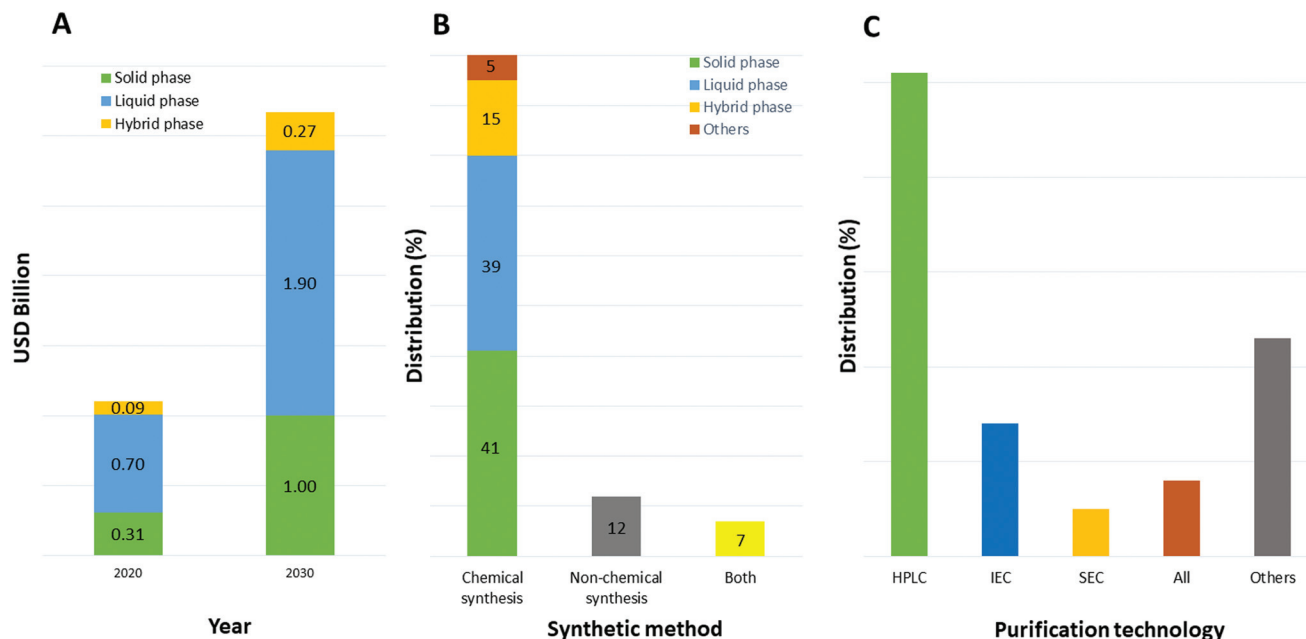 A
Solid phase
Liquid phase
Hybrid phase
USD Billion
0.09
0.70
0.31
0.27
1.90
1.00
2020
2030
Year
B
Solid phase
Liquid phase
Hybrid phase
Others
Distribution (%)
5
15
39
41
12
7
Chemical
synthesis
Non-chemical
synthesis
Both
Synthetic method
C
Distribution (%)
HPLC
IEC
SEC
All
Others
Purification technology